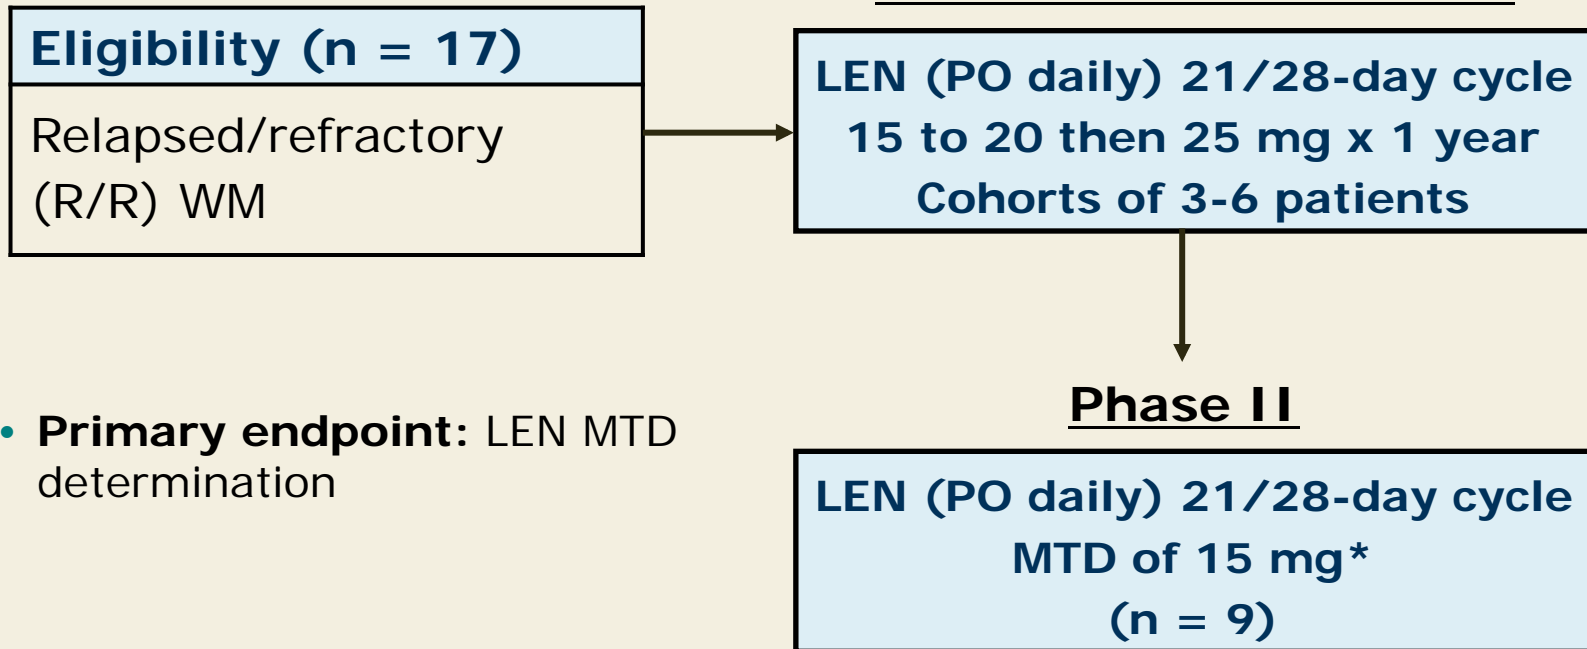 Eligibility (n = 17)
Relapsed/refractory
(R/R) WM
LEN (PO daily) 21/28-day cycle
15 to 20 then 25 mg x 1 year
Cohorts of 3-6 patients
• Primary endpoint: LEN MTD
determination
Phase II
LEN (PO daily) 21/28-day cycle
MTD of 15 mg*
(n = 9)